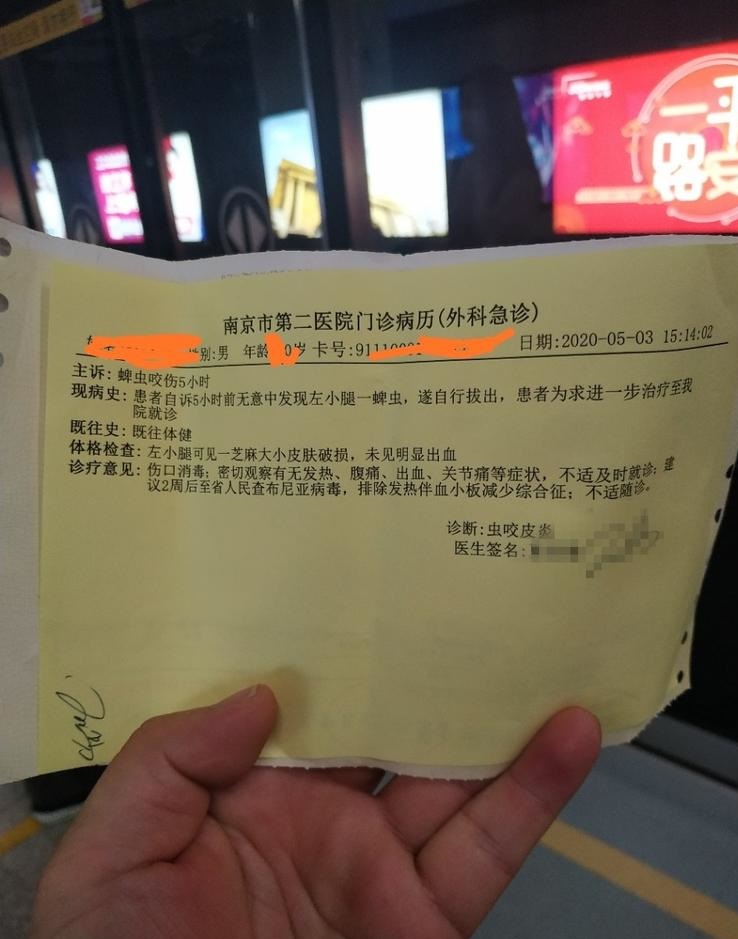 南京市第二医院门诊病历(外科急诊)
别:男 年龄 0岁 卡号:911 日期:2020-05-03 15:14:02
主诉: 蜱虫咬伤5小时
现病史: 患者自诉5小时前无意中发现左小腿一蜱虫，遂自行拔出，患者为求进一步治疗至我
院就诊
既往史: 既往体健
体格检查: 左小腿可见一芝麻大小皮肤破损，未见明显出血
诊疗意见: 伤口消毒；密切观察有无发热、腹痛、出血、关节痛等症状，不适及时就诊；建
议2周后至省人民查布尼亚病毒，排除发热伴血小板减少综合征；不适随诊。
诊断:虫咬皮炎
医生签名:
一平
路安